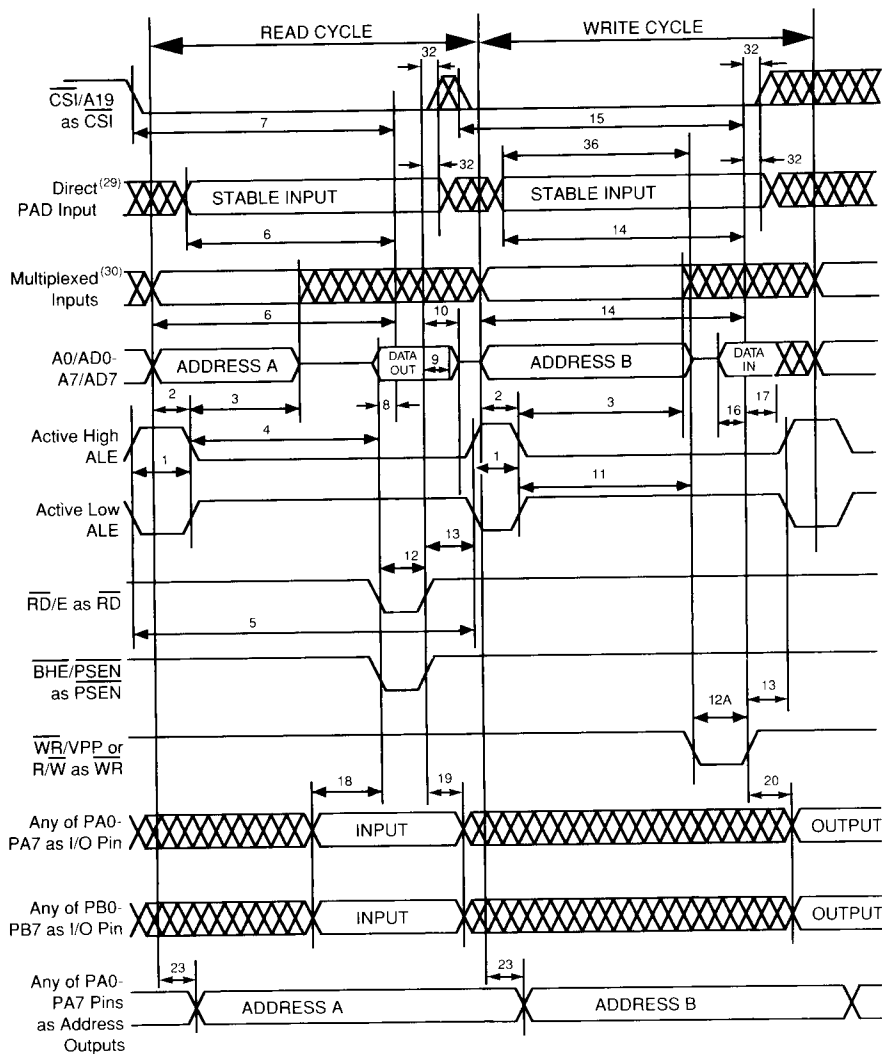 READ CYCLE WRITE CYCLE
32 32
CSI/A19
as CSI
7 15
36
32 32
Direct(29)
PAD Input
STABLE INPUT STABLE INPUT
6 14
Multiplexed(30)
Inputs
6 10 14
A0/AD0-
A7/AD7
ADDRESS A DATA OUT 9 ADDRESS B DATA IN
2 3 8 2 3 16 17
Active High
ALE
4
1 1 11
Active Low
ALE
12 13
RD/E as RD
5
BHE/PSEN
as PSEN
12A 13
WR/VPP or
R/W as WR
18 19 20
Any of PA0-
PA7 as I/O Pin
INPUT OUTPUT
Any of PB0-
PB7 as I/O Pin
INPUT OUTPUT
23 23
Any of PA0-
PA7 Pins
as Address
Outputs
ADDRESS A ADDRESS B